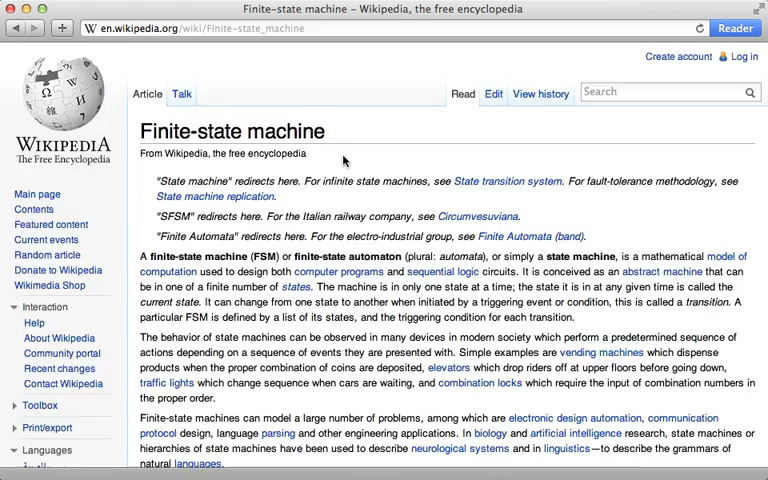 Finite-state machine – Wikipedia, the free encyclopedia
W en.wikipedia.org/wiki/Finite-state_machine
Reader
Create account Log in
Article Talk Read Edit View history Search
WIKIPEDIA
The Free Encyclopedia
Finite-state machine
From Wikipedia, the free encyclopedia
"State machine" redirects here. For infinite state machines, see State transition system. For fault-tolerance methodology, see
State machine replication.
"SFSM" redirects here. For the Italian railway company, see Circumvesuviana.
"Finite Automata" redirects here. For the electro-industrial group, see Finite Automata (band).
A finite-state machine (FSM) or finite-state automaton (plural: automata), or simply a state machine, is a mathematical model of
computation used to design both computer programs and sequential logic circuits. It is conceived as an abstract machine that can
be in one of a finite number of states. The machine is in only one state at a time; the state it is in at any given time is called the
current state. It can change from one state to another when initiated by a triggering event or condition, this is called a transition. A
particular FSM is defined by a list of its states, and the triggering condition for each transition.
The behavior of state machines can be observed in many devices in modern society which perform a predetermined sequence of
actions depending on a sequence of events they are presented with. Simple examples are vending machines which dispense
products when the proper combination of coins are deposited, elevators which drop riders off at upper floors before going down,
traffic lights which change sequence when cars are waiting, and combination locks which require the input of combination numbers in
the proper order.
Finite-state machines can model a large number of problems, among which are electronic design automation, communication
protocol design, language parsing and other engineering applications. In biology and artificial intelligence research, state machines or
hierarchies of state machines have been used to describe neurological systems and in linguistics—to describe the grammars of
natural languages.
Main page
Contents
Featured content
Current events
Random article
Donate to Wikipedia
Wikimedia Shop
Interaction
Help
About Wikipedia
Community portal
Recent changes
Contact Wikipedia
Toolbox
Print/export
Languages